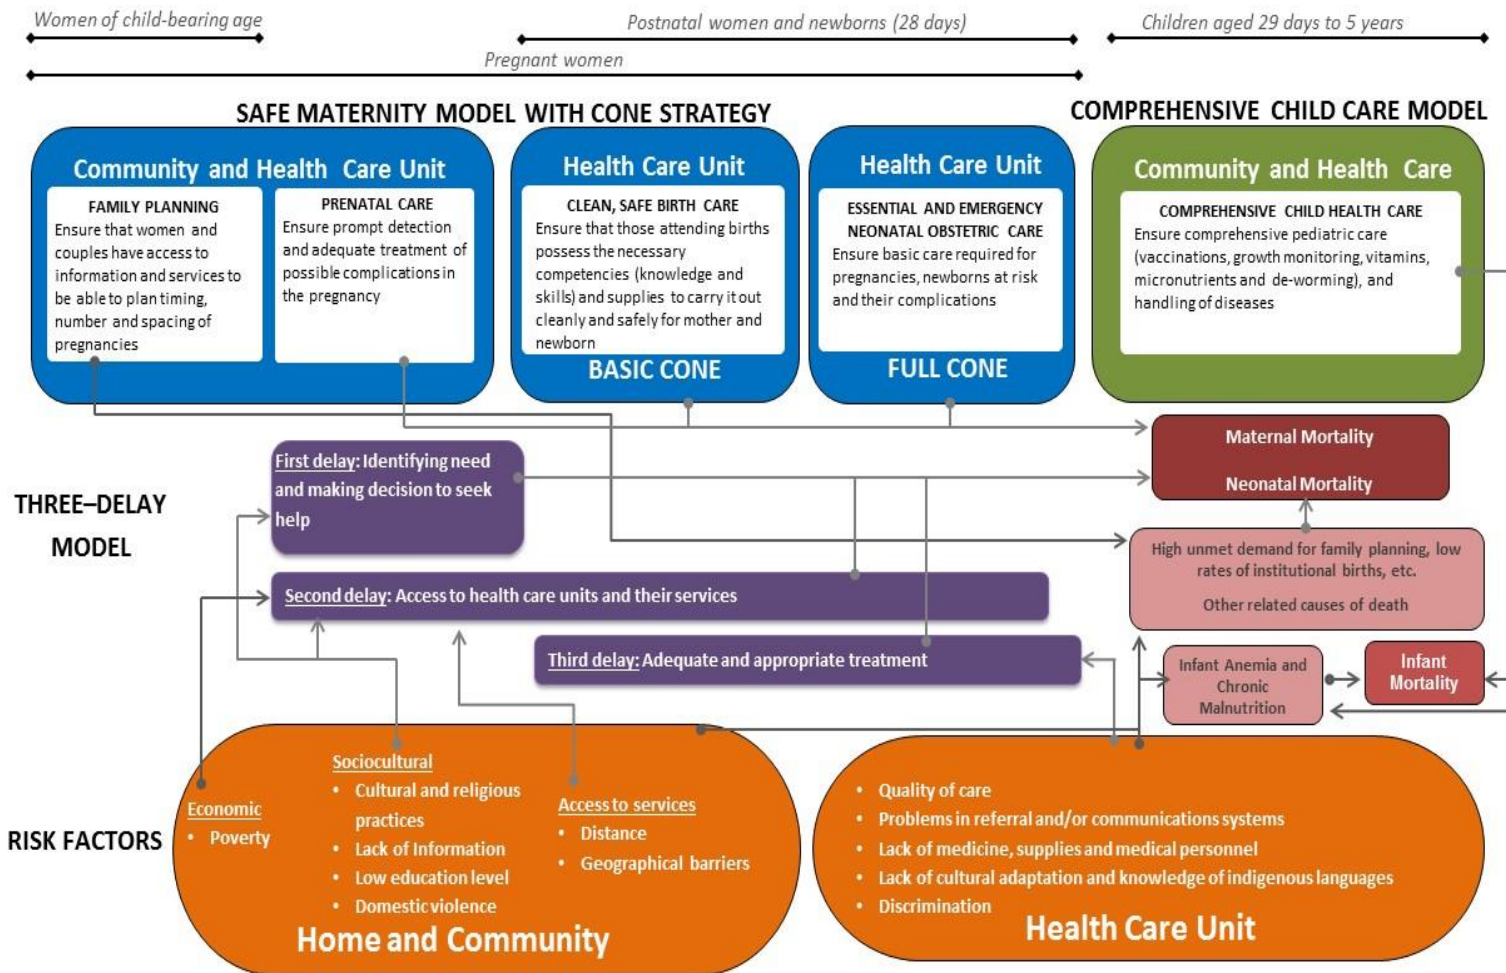 Women of child-bearing age
Postnatal women and newborns (28 days)
Children aged 29 days to 5 years
Pregnant women
SAFE MATERNITY MODEL WITH CONE STRATEGY
COMPREHENSIVE CHILD CARE MODEL
Community and Health Care Unit
FAMILY PLANNING
Ensure that women and
couples have access to
information and services to
be able to plan timing,
number and spacing of
pregnancies
PRENATAL CARE
Ensure prompt detection
and adequate treatment of
possible complications in
the pregnancy
Health Care Unit
CLEAN, SAFE BIRTH CARE
Ensure that those attending births
possess the necessary
competencies (knowledge and
skills) and supplies to carry it out
cleanly and safely for mother and
newborn
BASIC CONE
Health Care Unit
ESSENTIAL AND EMERGENCY
NEONATAL OBSTETRIC CARE
Ensure basic care required for
pregnancies, newborns at risk
and their complications
FULL CONE
Community and Health Care
COMPREHENSIVE CHILD HEALTH CARE
Ensure comprehensive pediatric care
(vaccinations, growth monitoring, vitamins,
micronutrients and de-worming), and
handling of diseases
THREE–DELAY
MODEL
First delay: Identifying need
and making decision to seek
help
Second delay: Access to health care units and their services
Third delay: Adequate and appropriate treatment
Maternal Mortality
Neonatal Mortality
High unmet demand for family planning, low
rates of institutional births, etc.
Other related causes of death
Infant Anemia and
Chronic
Malnutrition
Infant
Mortality
RISK FACTORS
Economic
• Poverty
Sociocultural
• Cultural and religious
practices
• Lack of Information
• Low education level
• Domestic violence
Access to services
• Distance
• Geographical barriers
Home and Community
• Quality of care
• Problems in referral and/or communications systems
• Lack of medicine, supplies and medical personnel
• Lack of cultural adaptation and knowledge of indigenous languages
• Discrimination
Health Care Unit